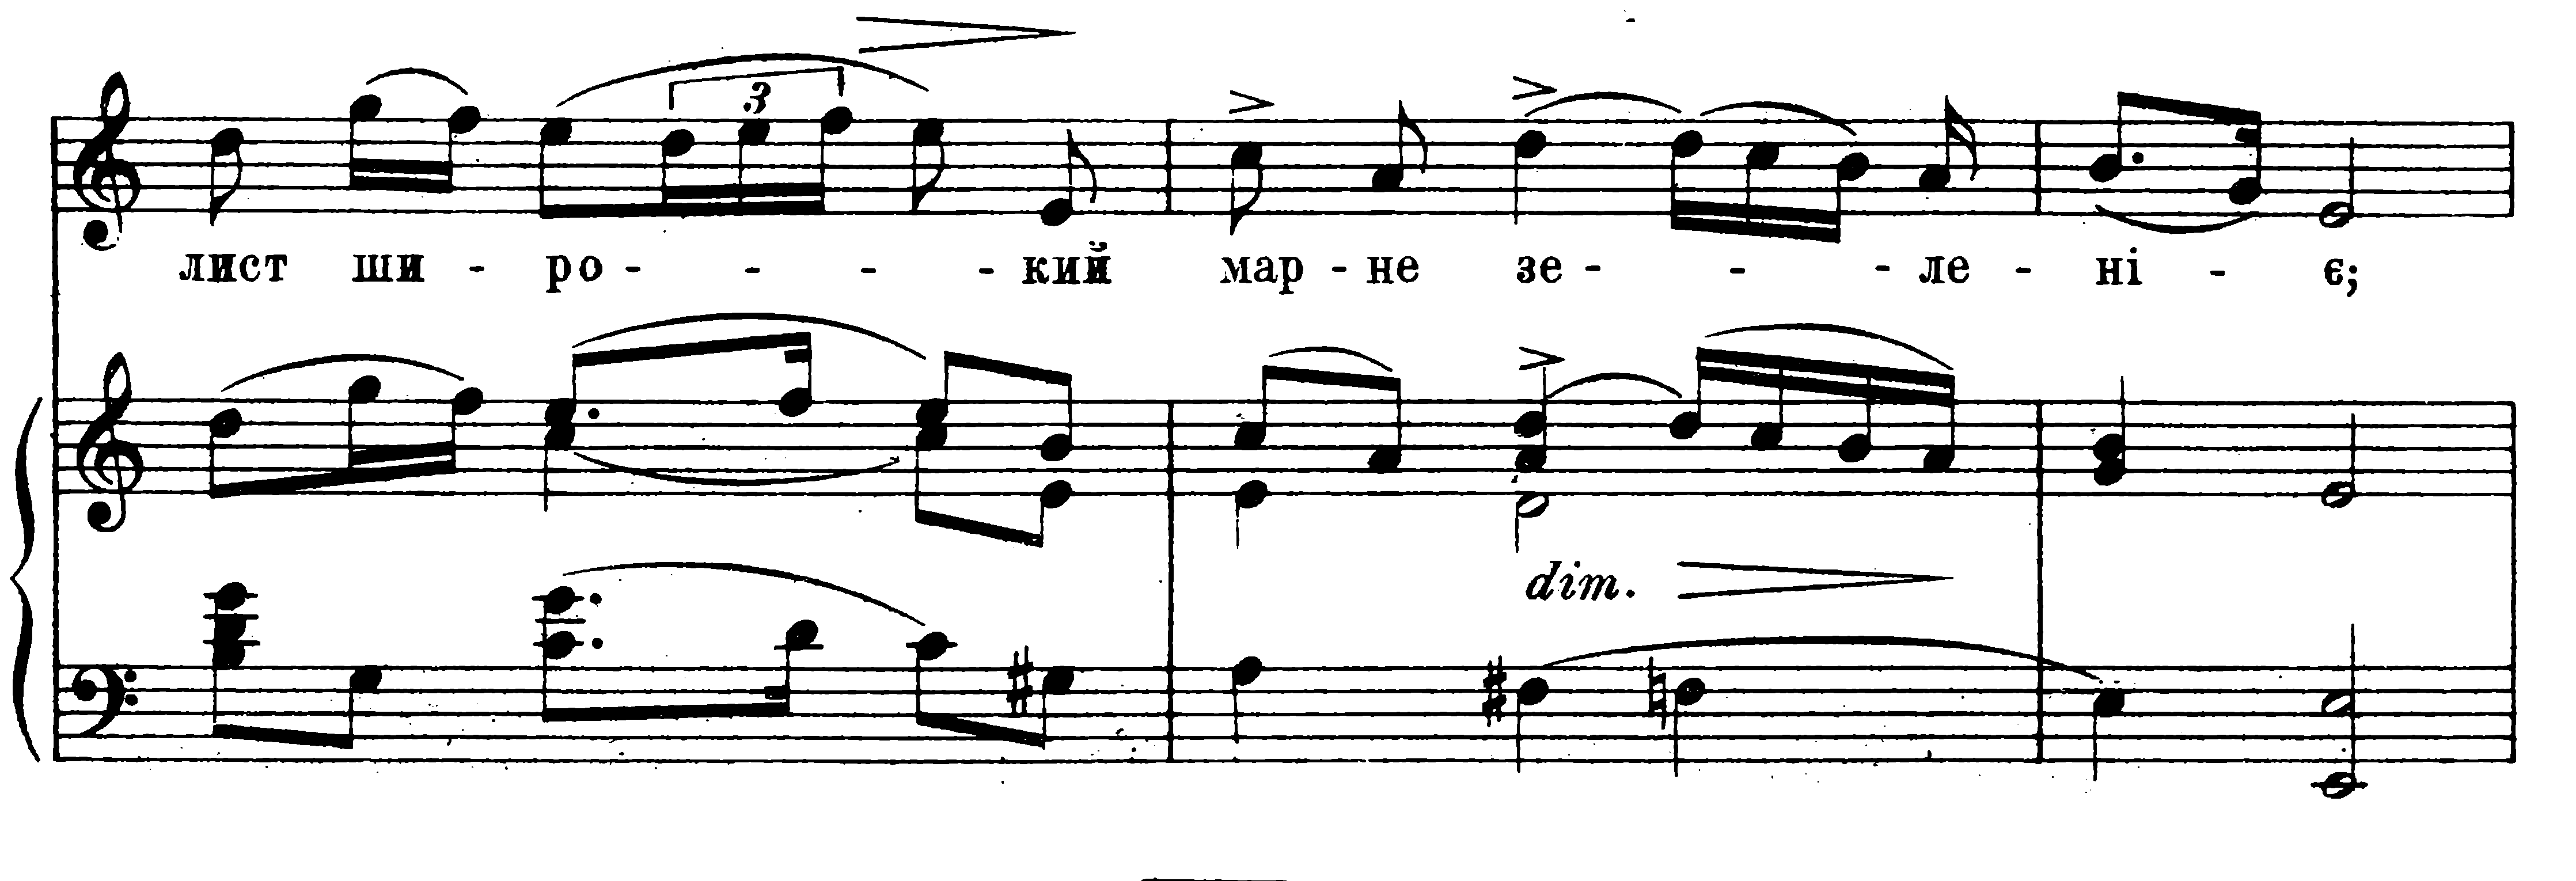 3
лист ши - ро - - - - кий мар - не зе - - - ле - ні - є;
dim.